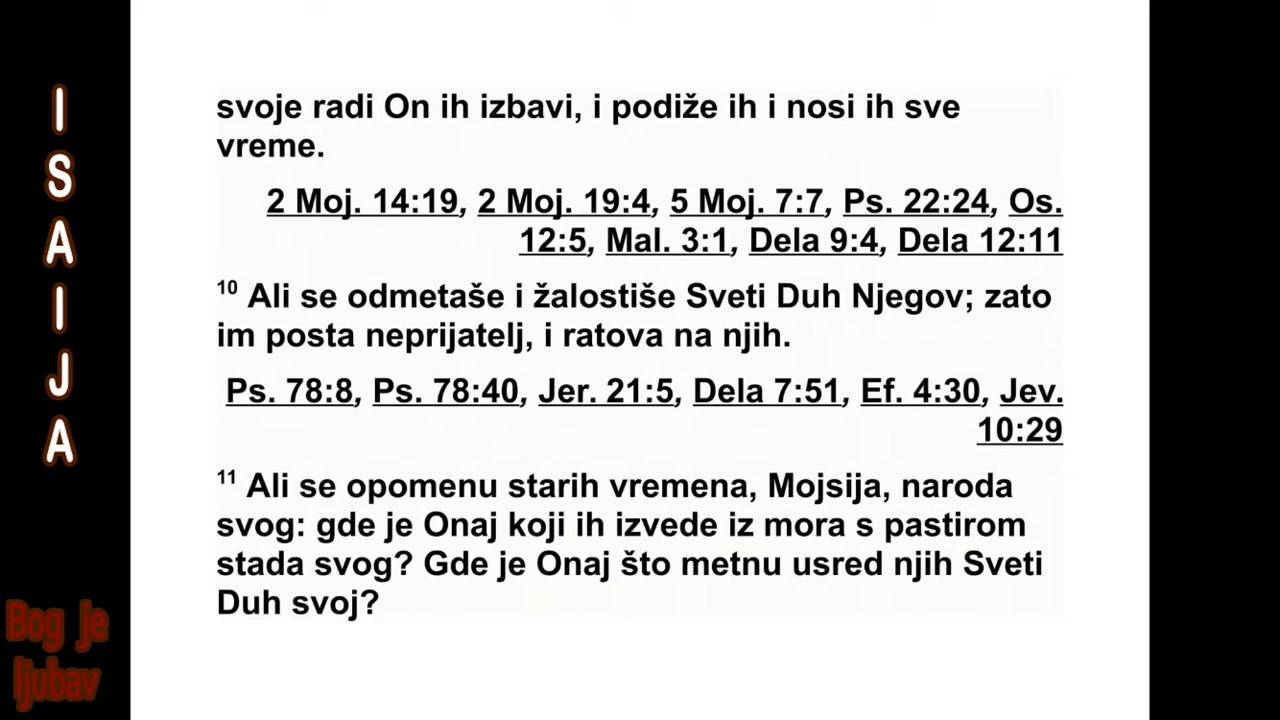 ISAIJA
svoje radi On ih izbavi, i podiže ih i nosi ih sve
vreme.
2 Moj. 14:19, 2 Moj. 19:4, 5 Moj. 7:7, Ps. 22:24, Os.
12:5, Mal. 3:1, Dela 9:4, Dela 12:11
10 Ali se odmetaše i žalostiše Sveti Duh Njegov; zato
im posta neprijatelj, i ratova na njih.
Ps. 78:8, Ps. 78:40, Jer. 21:5, Dela 7:51, Ef. 4:30, Jev.
10:29
11 Ali se opomenu starih vremena, Mojsija, naroda
svog: gde je Onaj koji ih izvede iz mora s pastirom
stada svog? Gde je Onaj što metnu usred njih Sveti
Duh svoj?
Bog je
ljubav